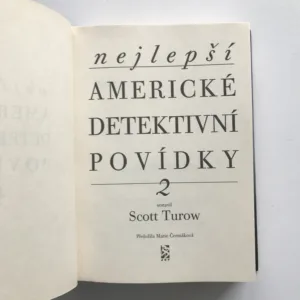 nejlepší
AMERICKÉ
DETEKTIVNÍ
POVÍDKY
2
Scott Turow